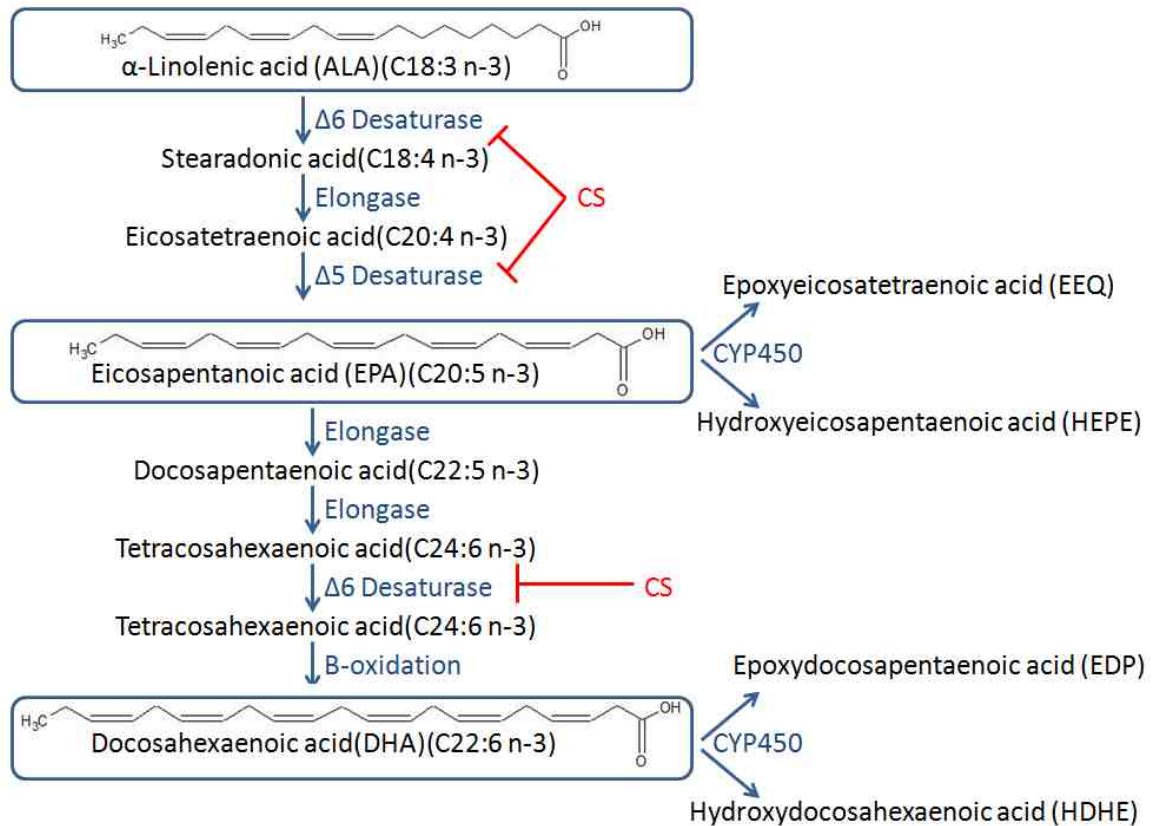 H₃C OH
O
α-Linolenic acid (ALA)(C18:3 n-3)
Δ6 Desaturase
Stearadonic acid(C18:4 n-3)
CS
Elongase
Eicosatetraenoic acid(C20:4 n-3)
Δ5 Desaturase
Epoxyeicosatetraenoic acid (EEQ)
H₃C OH
O
Eicosapentanoic acid (EPA)(C20:5 n-3)
CYP450
Hydroxyeicosapentaenoic acid (HEPE)
Elongase
Docosapentaenoic acid(C22:5 n-3)
Elongase
Tetracosahexaenoic acid(C24:6 n-3)
Δ6 Desaturase
CS
Tetracosahexaenoic acid(C24:6 n-3)
B-oxidation
Epoxydocosapentaenoic acid (EDP)
H₃C OH
O
Docosahexaenoic acid(DHA)(C22:6 n-3)
CYP450
Hydroxydocosahexaenoic acid (HDHE)